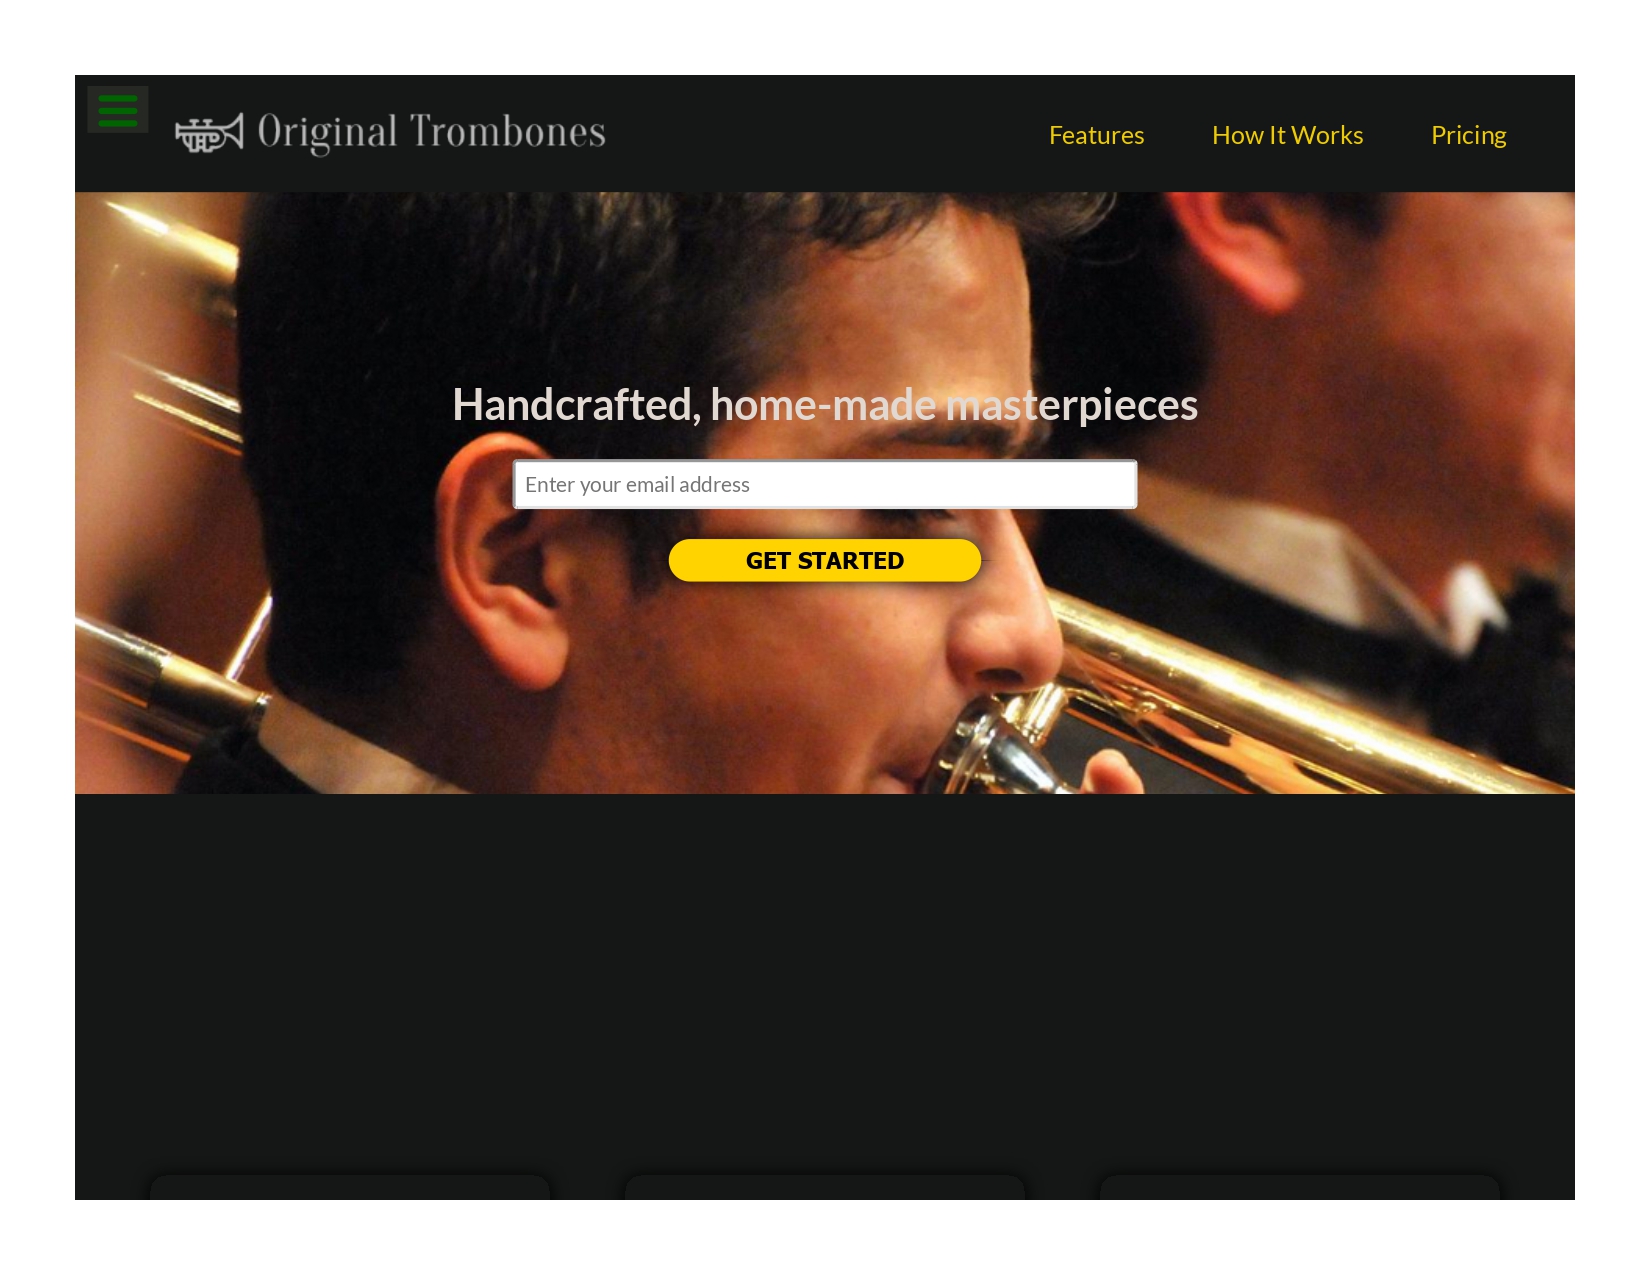 Original Trombones
Features
How It Works
Pricing
Handcrafted, home-made masterpieces
Enter your email address
GET STARTED